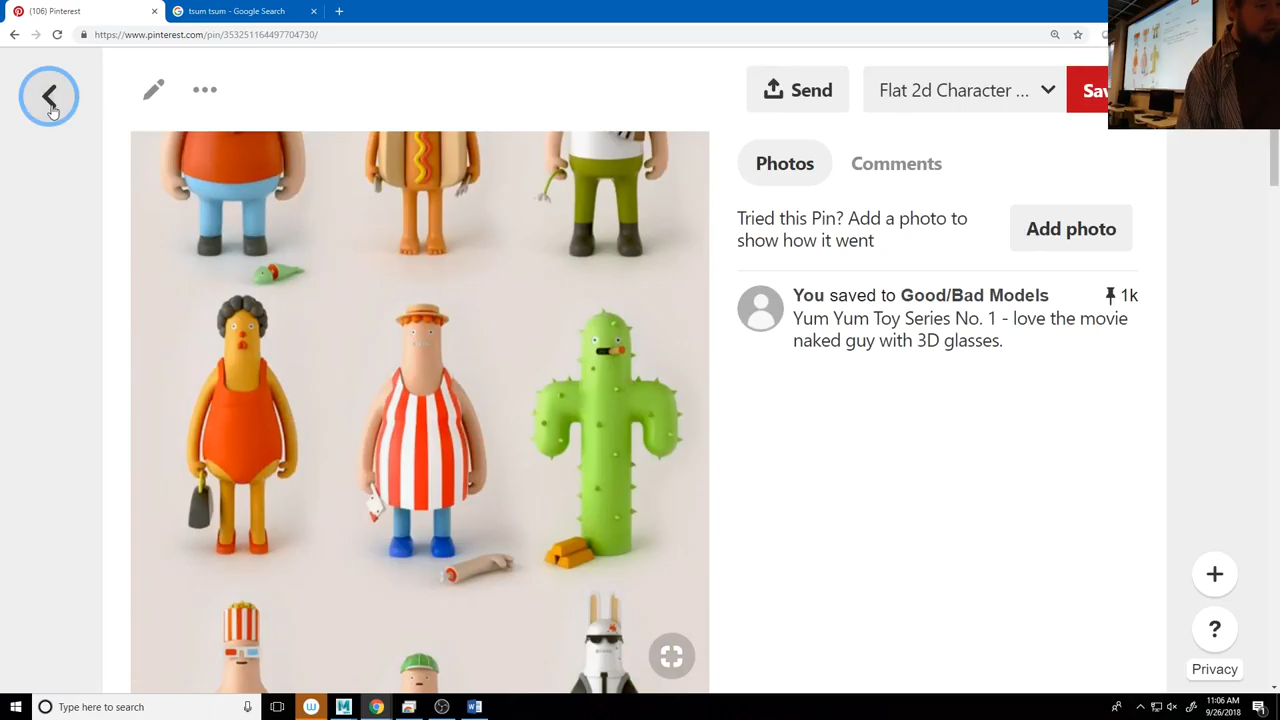 (106) Pinterest
tsum tsum - Google Search
https://www.pinterest.com/pin/353251164497704730/
Send
Flat 2d Character ...
Photos
Comments
Tried this Pin? Add a photo to
show how it went
Add photo
You saved to Good/Bad Models
1k
Yum Yum Toy Series No. 1 - love the movie
naked guy with 3D glasses.
?
Privacy
Type here to search
11:06 AM
9/26/2018